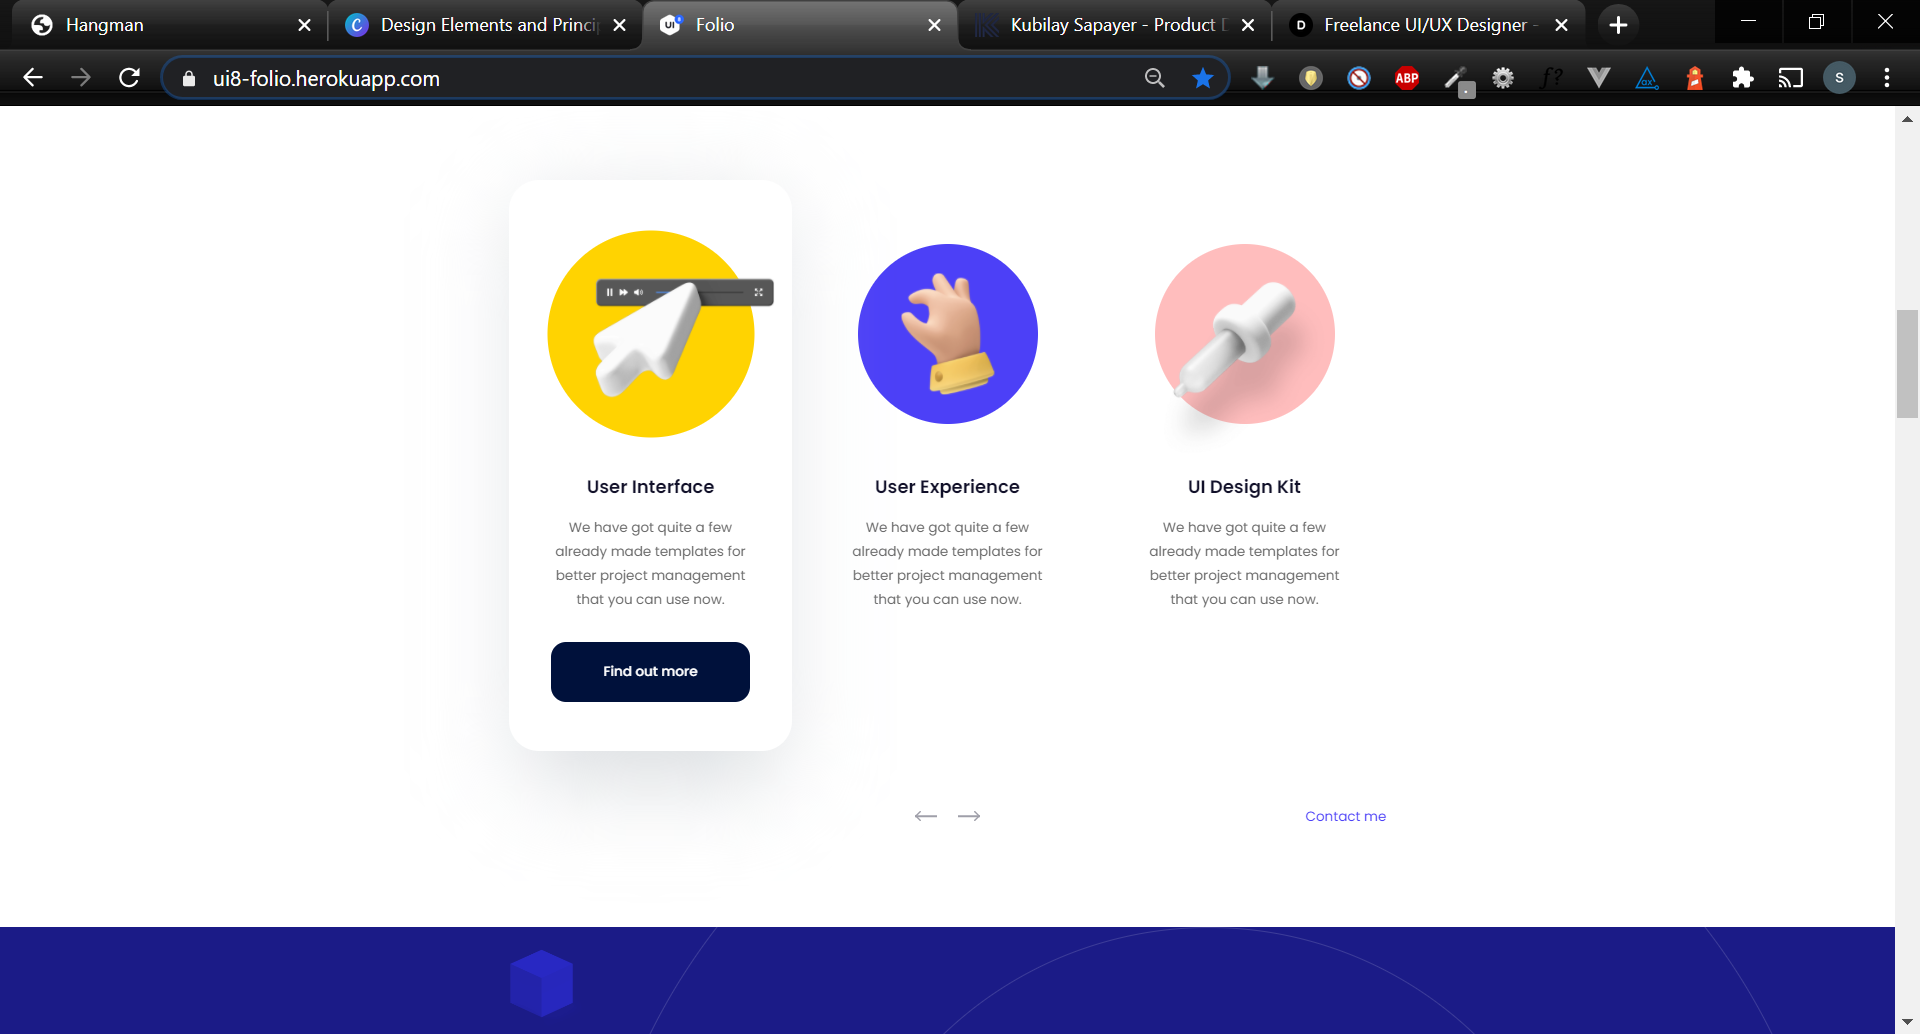 Hangman
Design Elements and Princi
Folio
Kubilay Sapayer - Product D
Freelance UI/UX Designer -
ui8-folio.herokuapp.com
ABP
f?
S
User Interface
We have got quite a few
already made templates for
better project management
that you can use now.
Find out more
User Experience
We have got quite a few
already made templates for
better project management
that you can use now.
UI Design Kit
We have got quite a few
already made templates for
better project management
that you can use now.
Contact me